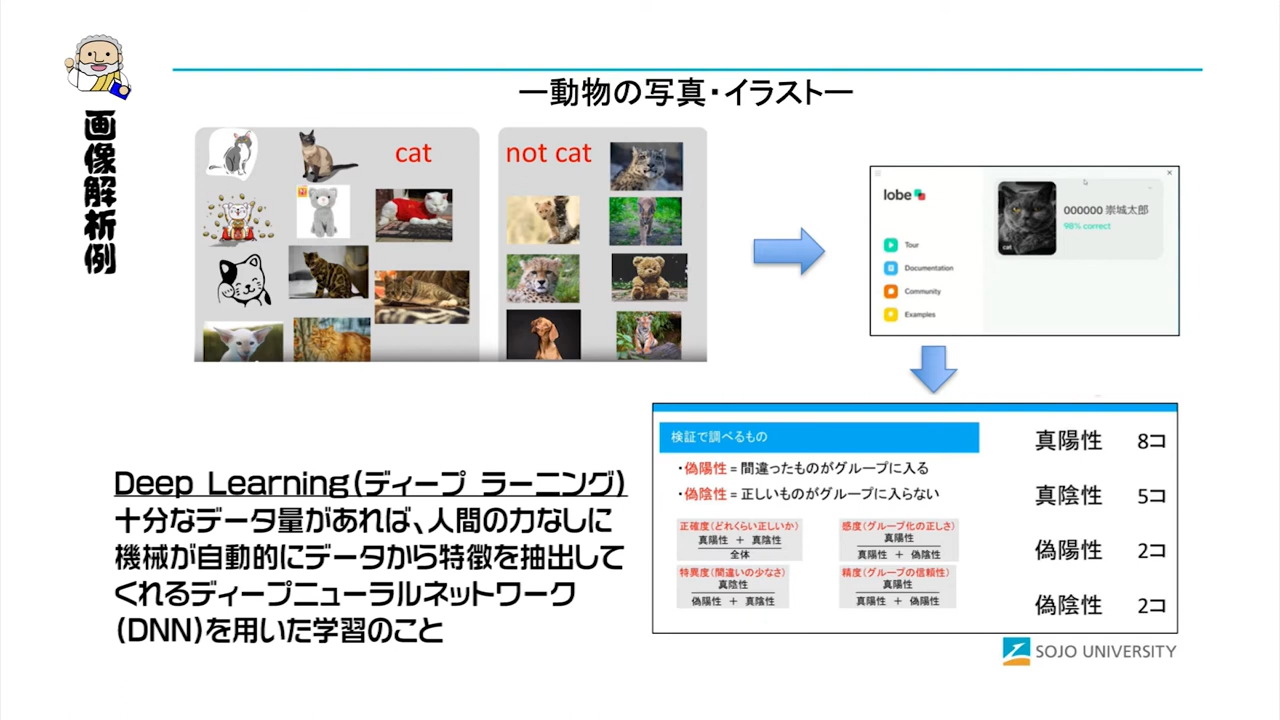 画像解析例
ー動物の写真・イラストー
cat
not cat
lobe
Tour
Documentation
Community
Examples
000000 崇城太郎
98% correct
cat
Deep Learning(ディープ ラーニング)
十分なデータ量があれば、人間の力なしに
機械が自動的にデータから特徴を抽出して
くれるディープニューラルネットワーク
(DNN)を用いた学習のこと
検証で調べるもの
・偽陽性 = 間違ったものがグループに入る
・偽陰性 = 正しいものがグループに入らない
正確度(どれくらい正しいか)
真陽性 + 真陰性
全体
感度(グループ化の正しさ)
真陽性
真陽性 + 偽陰性
特異度(間違いの少なさ)
真陰性
偽陽性 + 真陰性
精度(グループの信頼性)
真陽性
真陽性 + 偽陽性
真陽性 8コ
真陰性 5コ
偽陽性 2コ
偽陰性 2コ
SOJO UNIVERSITY